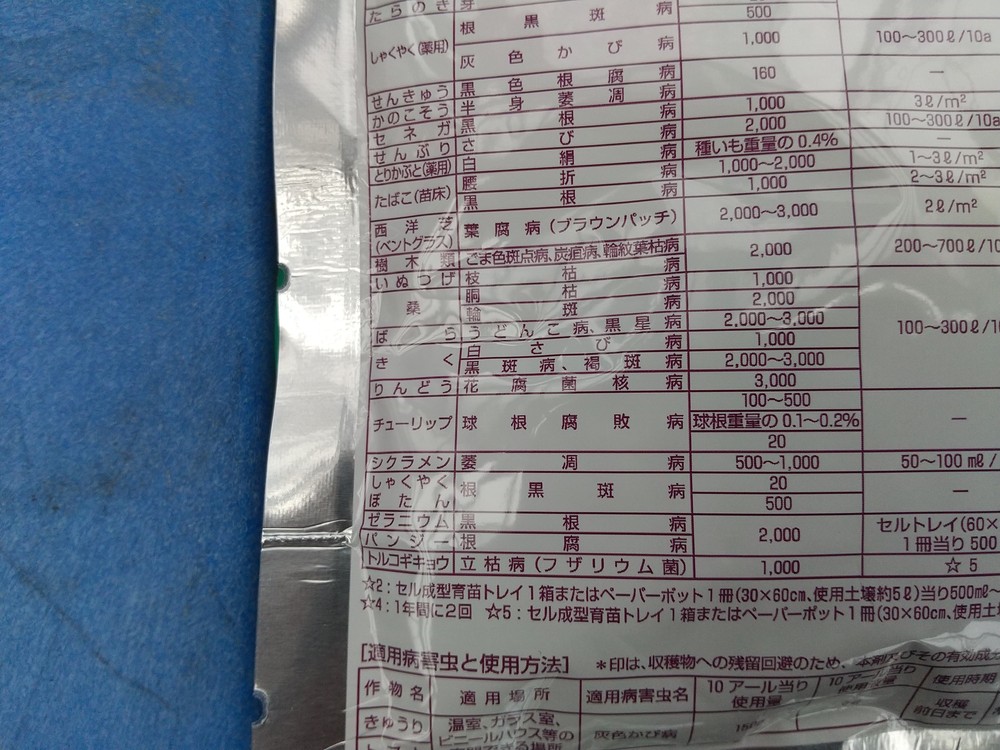 たらのき 芽
500
しゃくやく(薬用) 根黒斑病
灰色かび病 1,000 100～300ℓ/10a
せんきゅう 黒色根腐病 160 ―
かのこそう 半身萎凋病 1,000 3ℓ/m²
セネガ 黒根病 2,000 100～300ℓ/10a
せんぶり さび病 種いも重量の0.4% ―
とりかぶと(薬用) 白絹病 1,000～2,000 1～3ℓ/m²
たばこ(苗床) 腰折病 1,000 2～3ℓ/m²
黒根病
西洋芝(ベントグラス) 葉腐病(ブラウンパッチ) 2,000～3,000 2ℓ/m²
樹木類 ごま色斑点病、炭疽病、輪紋葉枯病 2,000 200～700ℓ/10
いぬつげ 枝枯病 1,000
桑 胴枯病 2,000
輪斑病
ばら うどんこ病、黒星病 2,000～3,000 100～300ℓ/10
きく 白さび病 1,000
黒斑病、褐斑病 2,000～3,000
りんどう 花腐菌核病 3,000
チューリップ 球根腐敗病 100～500 ―
球根重量の0.1～0.2%
20
シクラメン 萎凋病 500～1,000 50～100㎖/
しゃくやく 根黒斑病 20 ―
ぼたん 500
ゼラニウム 黒根病 2,000 セルトレイ(60×
パンジー 根腐病 1冊当り500
トルコギキョウ 立枯病(フザリウム菌) 1,000 ☆5
☆2:セル成型育苗トレイ1箱またはペーパーポット1冊(30×60cm、使用土壌約5ℓ)当り500㎖～
☆4:1年間に2回 ☆5:セル成型育苗トレイ1箱またはペーパーポット1冊(30×60cm、使用土
[適用病害虫と使用方法] *印は、収穫物への残留回避のため、本剤及びその有効成分
作物名 適用場所 適用病害虫名 10アール当り使用量 10アール当り 使用時期
きゅうり 温室、ガラス室、 灰色かび病 収穫
ビニールハウス等の 前日まで